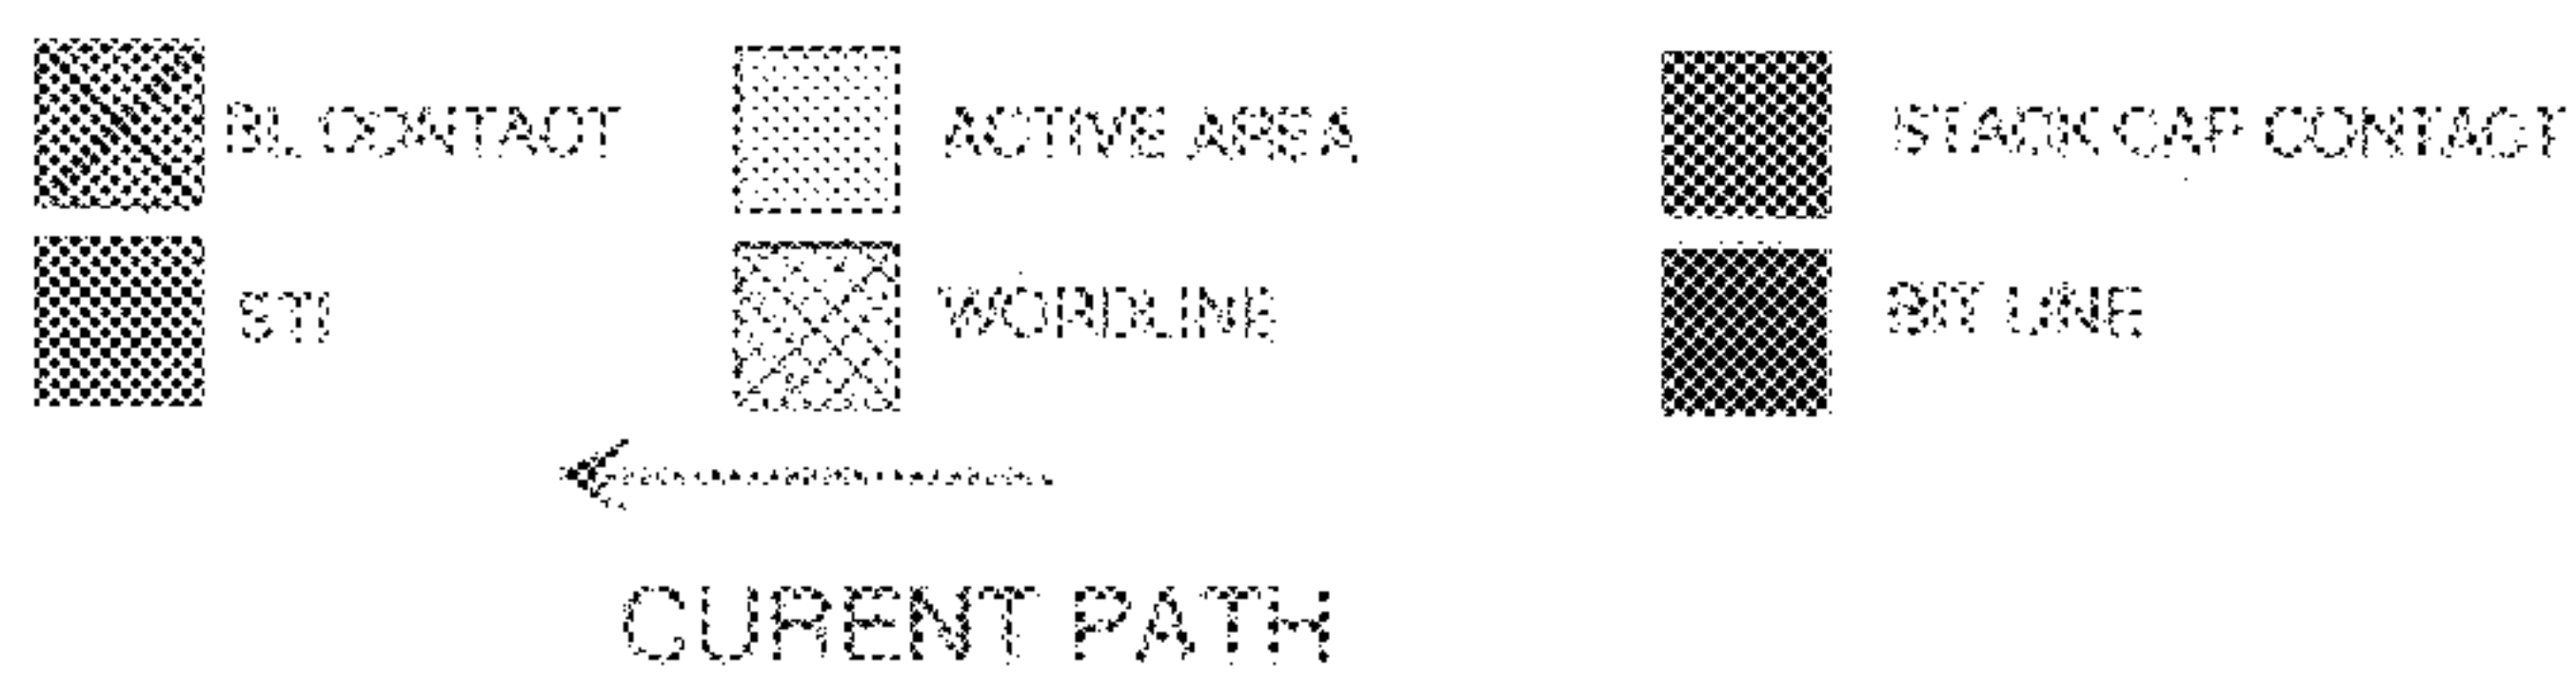 BL CONTACT ACTIVE AREA STACK CAP CONTACT
STI WORDLINE BIT LINE
CURENT PATH